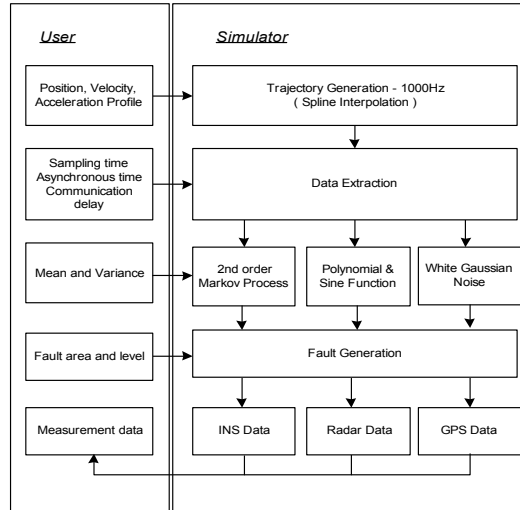 User
Simulator
Position, Velocity,
Acceleration Profile
Trajectory Generation - 1000Hz
( Spline Interpolation )
Sampling time
Asynchronous time
Communication
delay
Data Extraction
Mean and Variance
2nd order
Markov Process
Polynomial &
Sine Function
White Gaussian
Noise
Fault area and level
Fault Generation
Measurement data
INS Data
Radar Data
GPS Data